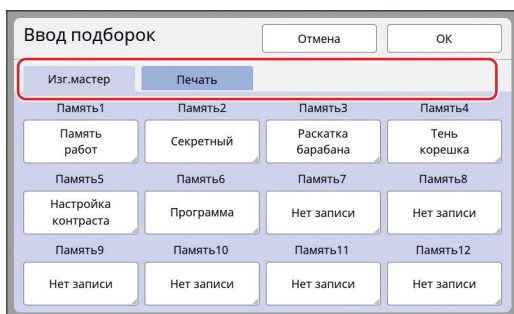 Ввод подборок
Отмена
ОК
Изг.мастер
Печать
Память1
Память2
Память3
Память4
Память
работ
Секретный
Раскатка
барабана
Тень
корешка
Память5
Память6
Память7
Память8
Настройка
контраста
Программа
Нет записи
Нет записи
Память9
Память10
Память11
Память12
Нет записи
Нет записи
Нет записи
Нет записи